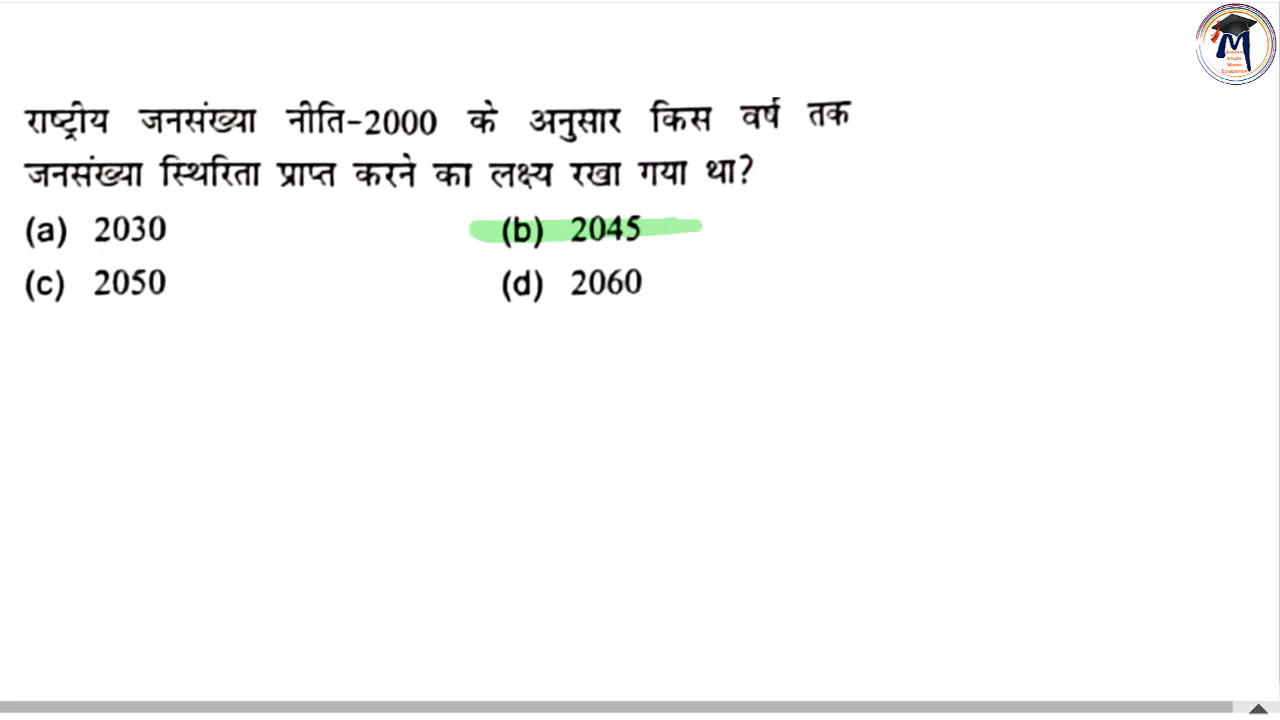 राष्ट्रीय जनसंख्या नीति-2000 के अनुसार किस वर्ष तक
जनसंख्या स्थिरिता प्राप्त करने का लक्ष्य रखा गया था?
(a) 2030 (b) 2045
(c) 2050 (d) 2060